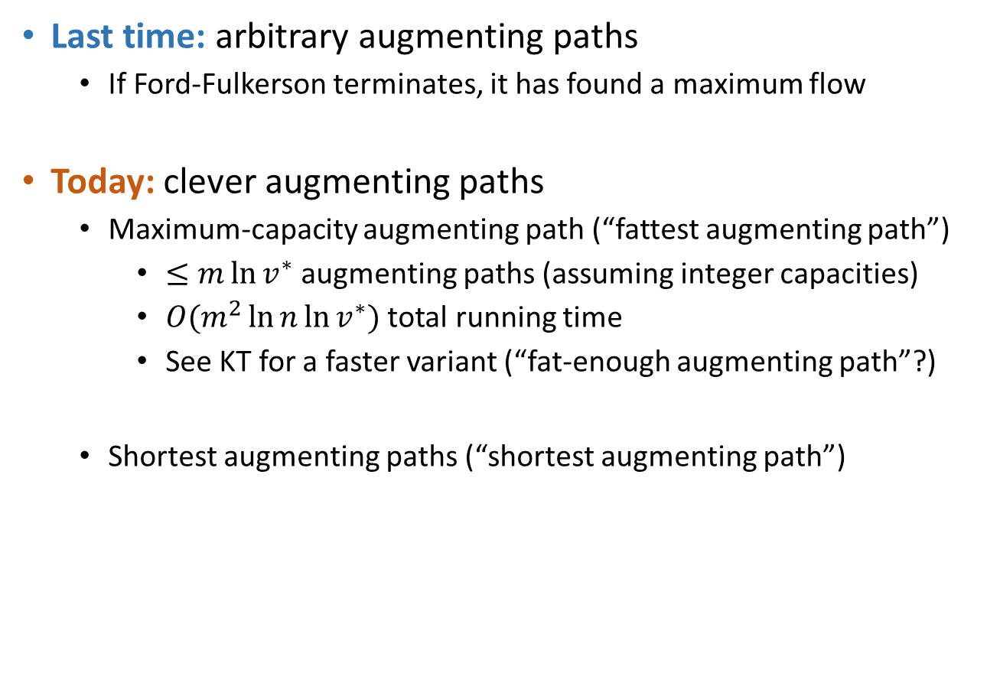 • Last time: arbitrary augmenting paths
• If Ford-Fulkerson terminates, it has found a maximum flow
• Today: clever augmenting paths
• Maximum-capacity augmenting path (“fattest augmenting path”)
• ≤ m ln v* augmenting paths (assuming integer capacities)
• O(m² ln n ln v*) total running time
• See KT for a faster variant (“fat-enough augmenting path”?)
• Shortest augmenting paths (“shortest augmenting path”)